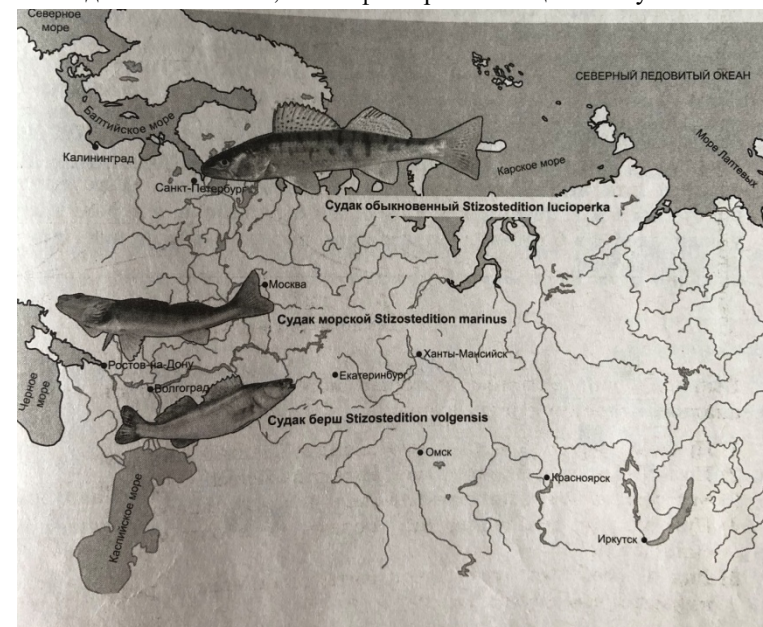 Северное
море
СЕВЕРНЫЙ ЛЕДОВИТЫЙ ОКЕАН
Балтийское море
Калининград
Карское море
Море Лаптевых
Санкт-Петербург
Судак обыкновенный Stizostedition lucioperka
Москва
Судак морской Stizostedition marinus
Ханты-Мансийск
Ростов-на-Дону
Екатеринбург
Волгоград
Черное
море
Судак берш Stizostedition volgensis
Омск
Красноярск
Каспийское море
Иркутск